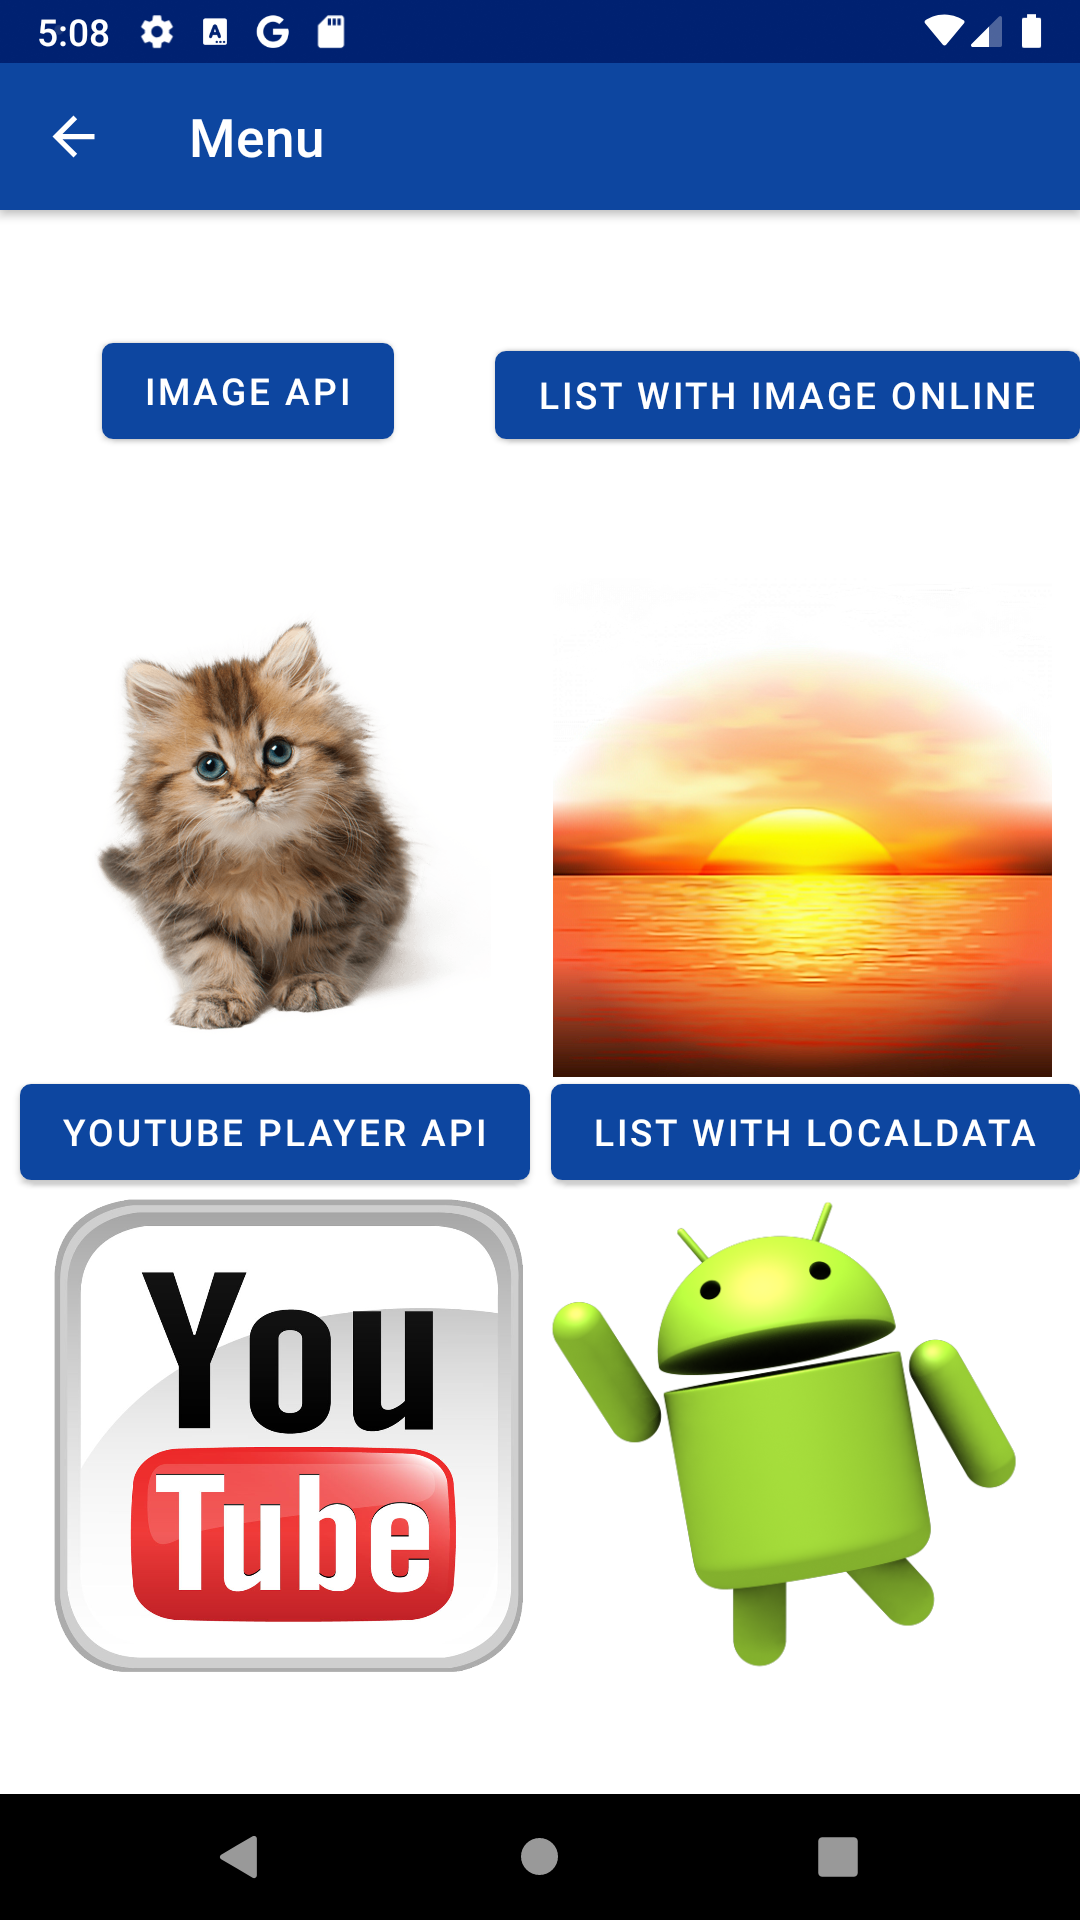 5:08
Menu
IMAGE API
LIST WITH IMAGE ONLINE
YOUTUBE PLAYER API
LIST WITH LOCALDATA
You
Tube